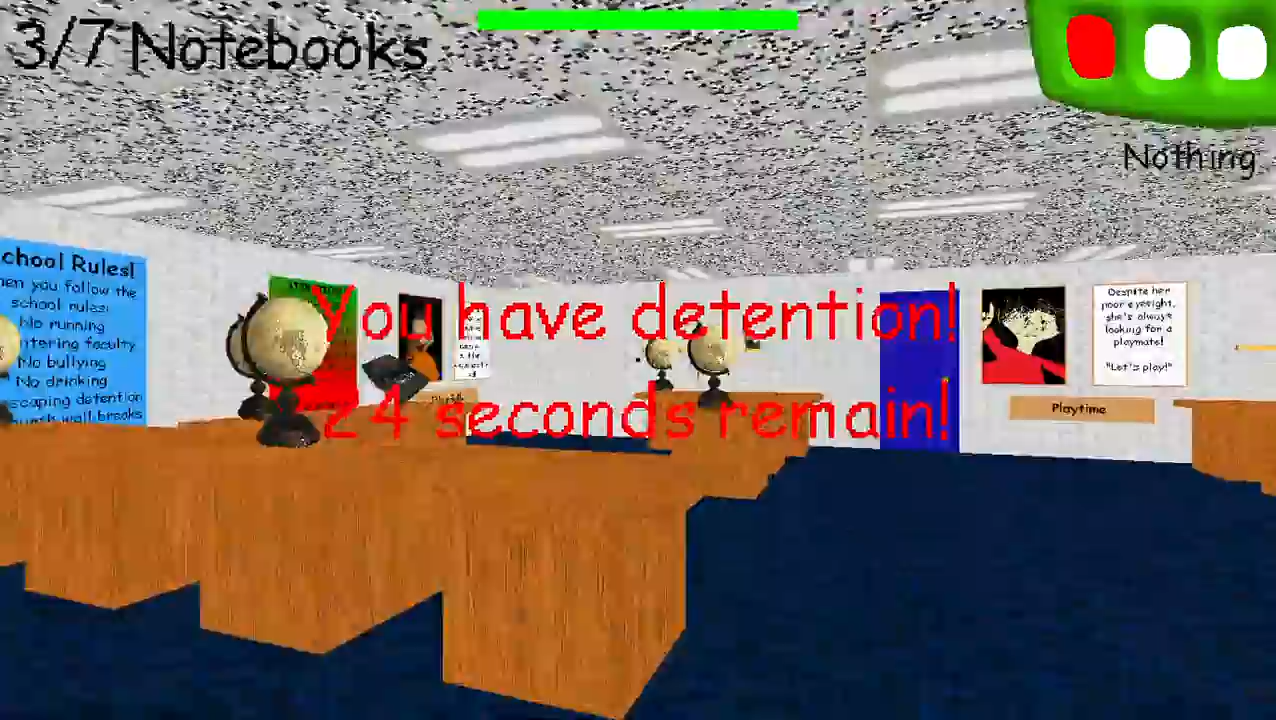 3/7 Notebooks
Nothing
chool Rules!
hen you follow the
school rules:
No running
ntering faculty
No bullying
No drinking
scaping detention
You have detention!
24 seconds remain!
Despite her
poor eyesight,
she's always
looking for a
playmate!
"Let's play!"
Playtime